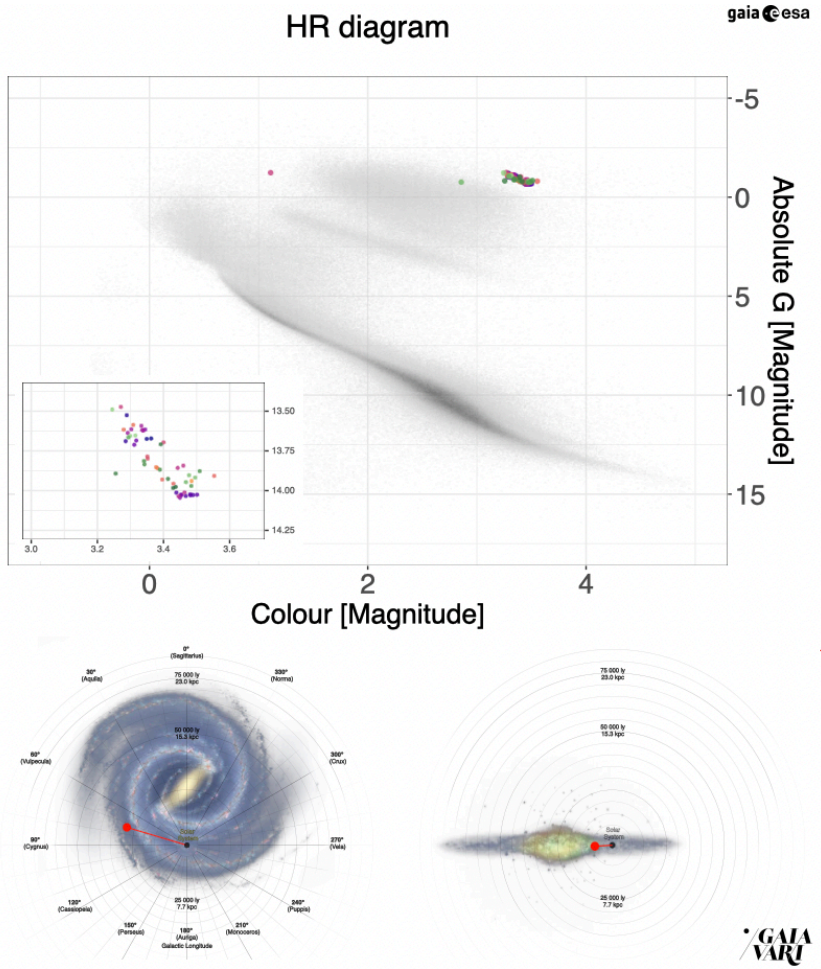 gaia esa
HR diagram
-5
0
5
10
15
Absolute G [Magnitude]
13.50
13.75
14.00
14.25
3.0 3.2 3.4 3.6
0 2 4
Colour [Magnitude]
0°
(Sagittarius)
30°
(Aquila)
330°
(Norma)
75 000 ly
23.0 kpc
50 000 ly
15.3 kpc
60°
(Vulpecula)
300°
(Crux)
Solar
System
90°
(Cygnus)
270°
(Vela)
25 000 ly
7.7 kpc
120°
(Cassiopeia)
240°
(Puppis)
150°
(Perseus)
180°
(Auriga)
210°
(Monoceros)
Galactic Longitude
75 000 ly
23.0 kpc
50 000 ly
15.3 kpc
Solar
System
25 000 ly
7.7 kpc
GAIA
VARI